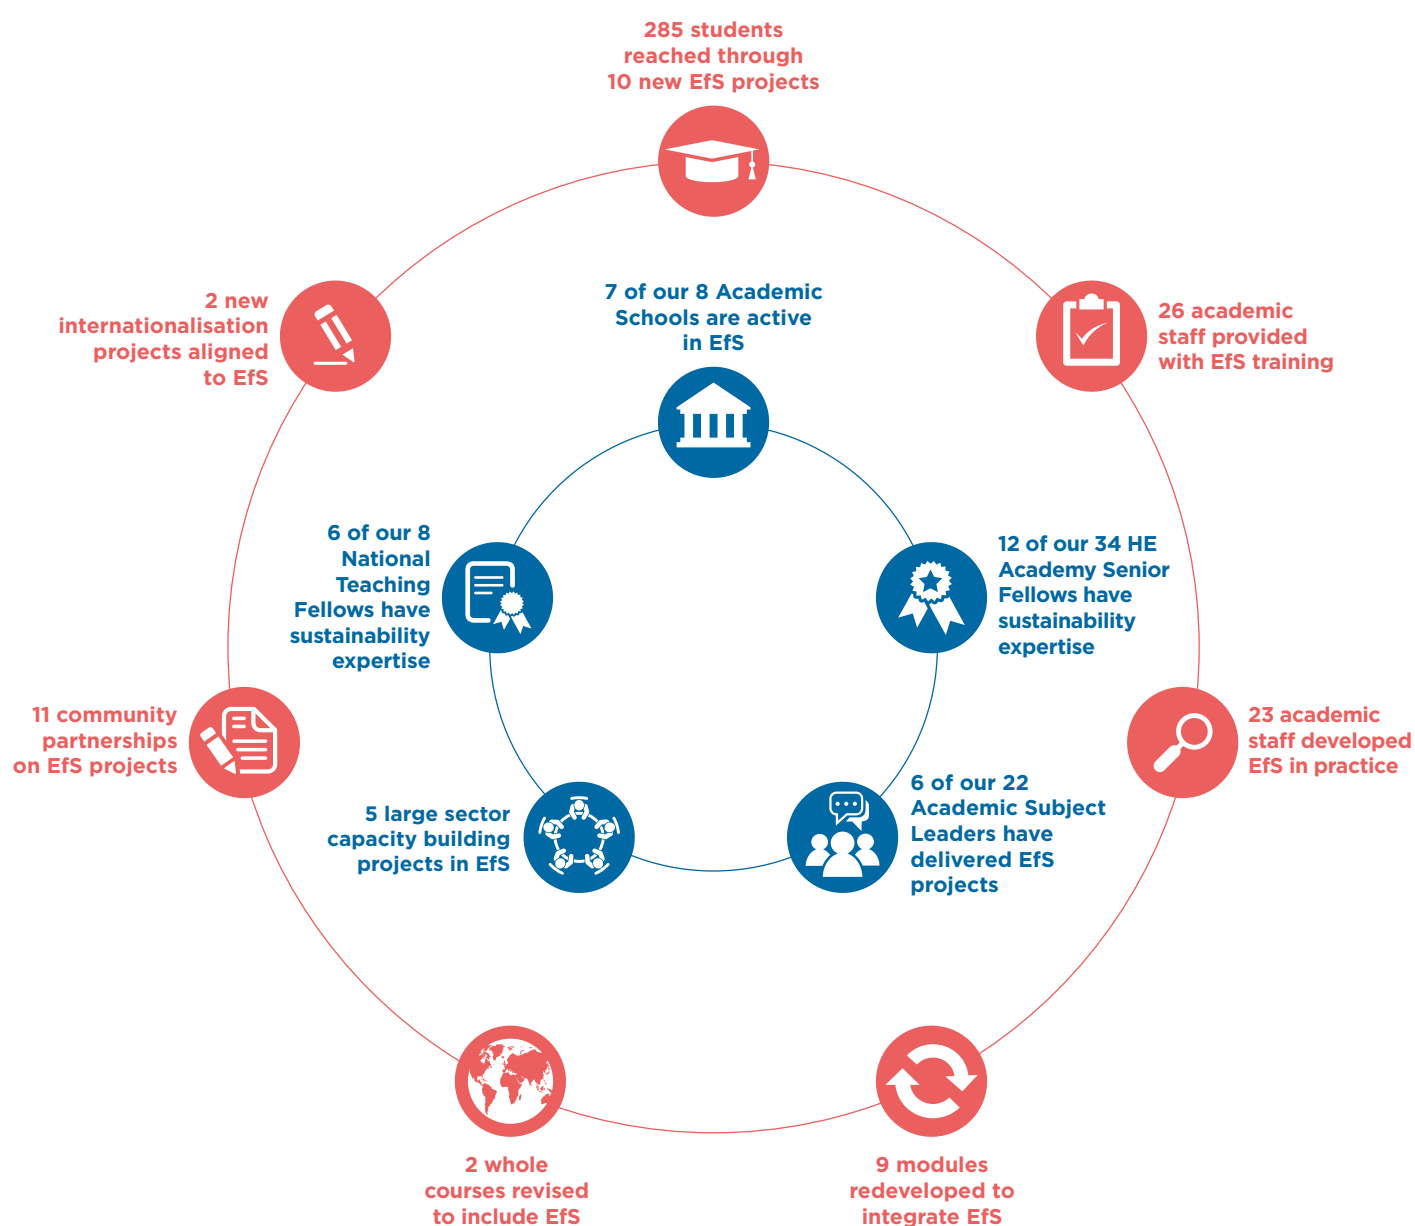 285 students
reached through
10 new EfS projects
2 new
internationalisation
projects aligned
to EfS
7 of our 8 Academic
Schools are active
in EfS
26 academic
staff provided
with EfS training
6 of our 8
National
Teaching
Fellows have
sustainability
expertise
12 of our 34 HE
Academy Senior
Fellows have
sustainability
expertise
11 community
partnerships
on EfS projects
23 academic
staff developed
EfS in practice
5 large sector
capacity building
projects in EfS
6 of our 22
Academic Subject
Leaders have
delivered EfS
projects
2 whole
courses revised
to include EfS
9 modules
redeveloped to
integrate EfS